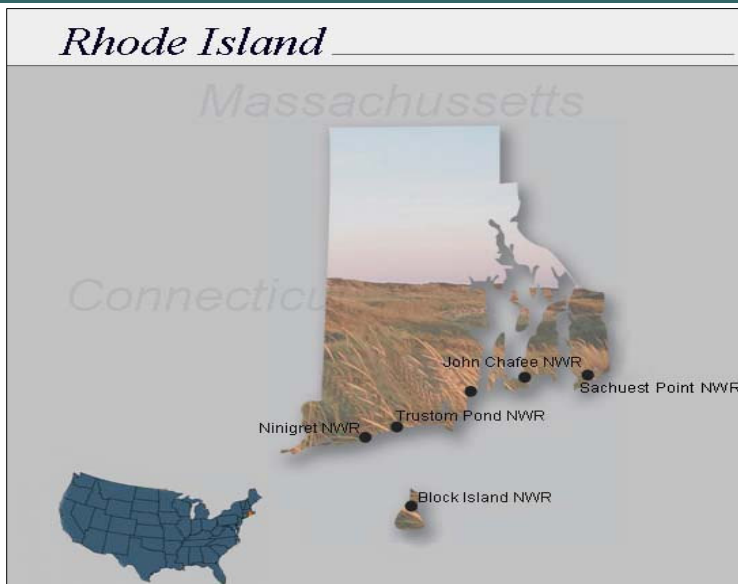 Rhode Island
Massachussetts
Connecticu
John Chafee NWR
Sachuest Point NWR
Trustom Pond NWR
Ninigret NWR
Block Island NWR